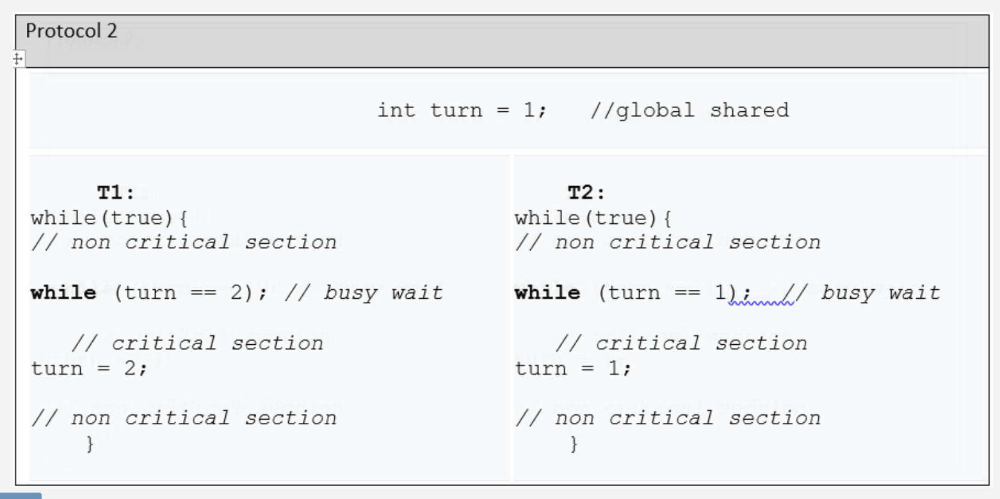 Protocol 2
int turn = 1;   //global shared
T1:
while(true){
// non critical section
while (turn == 2); // busy wait
// critical section
turn = 2;
// non critical section
}
T2:
while(true){
// non critical section
while (turn == 1);  // busy wait
// critical section
turn = 1;
// non critical section
}